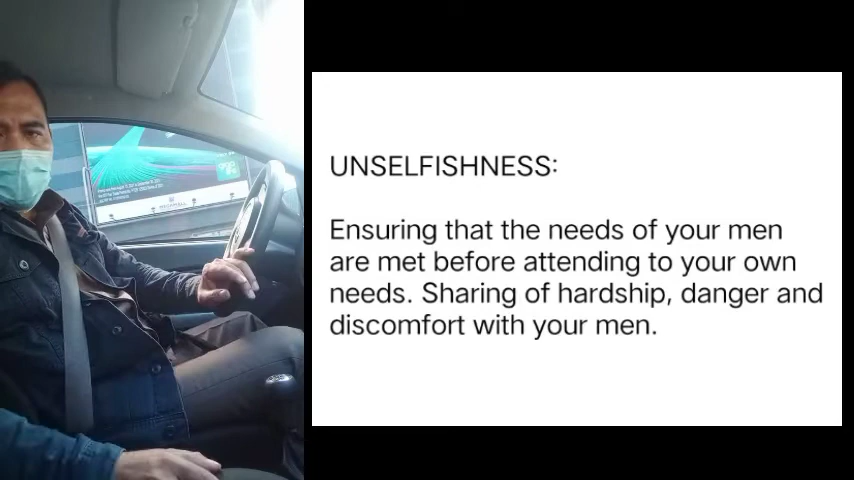 UNSELFISHNESS:
Ensuring that the needs of your men
are met before attending to your own
needs. Sharing of hardship, danger and
discomfort with your men.